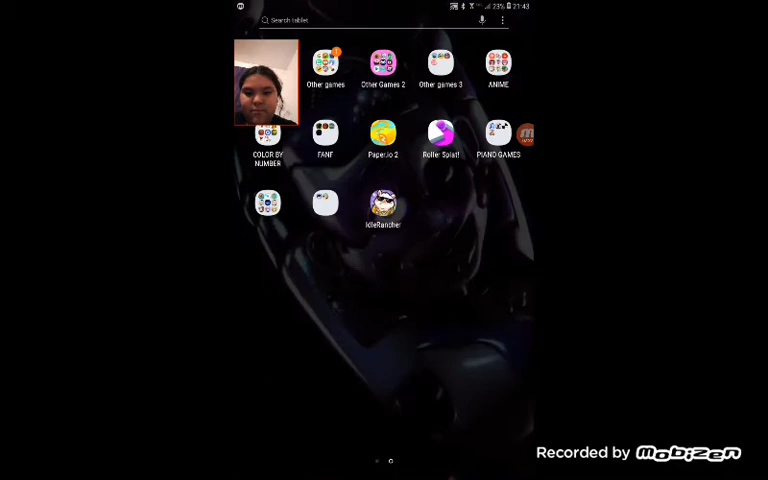 23% 21:43
Search tablet
1
Other games
Other Games 2
Other games 3
ANIME
COLOR BY
NUMBER
FANF
Paper.io 2
Roller Splat!
PIANO GAMES
IdleRancher
Recorded by Mobizen